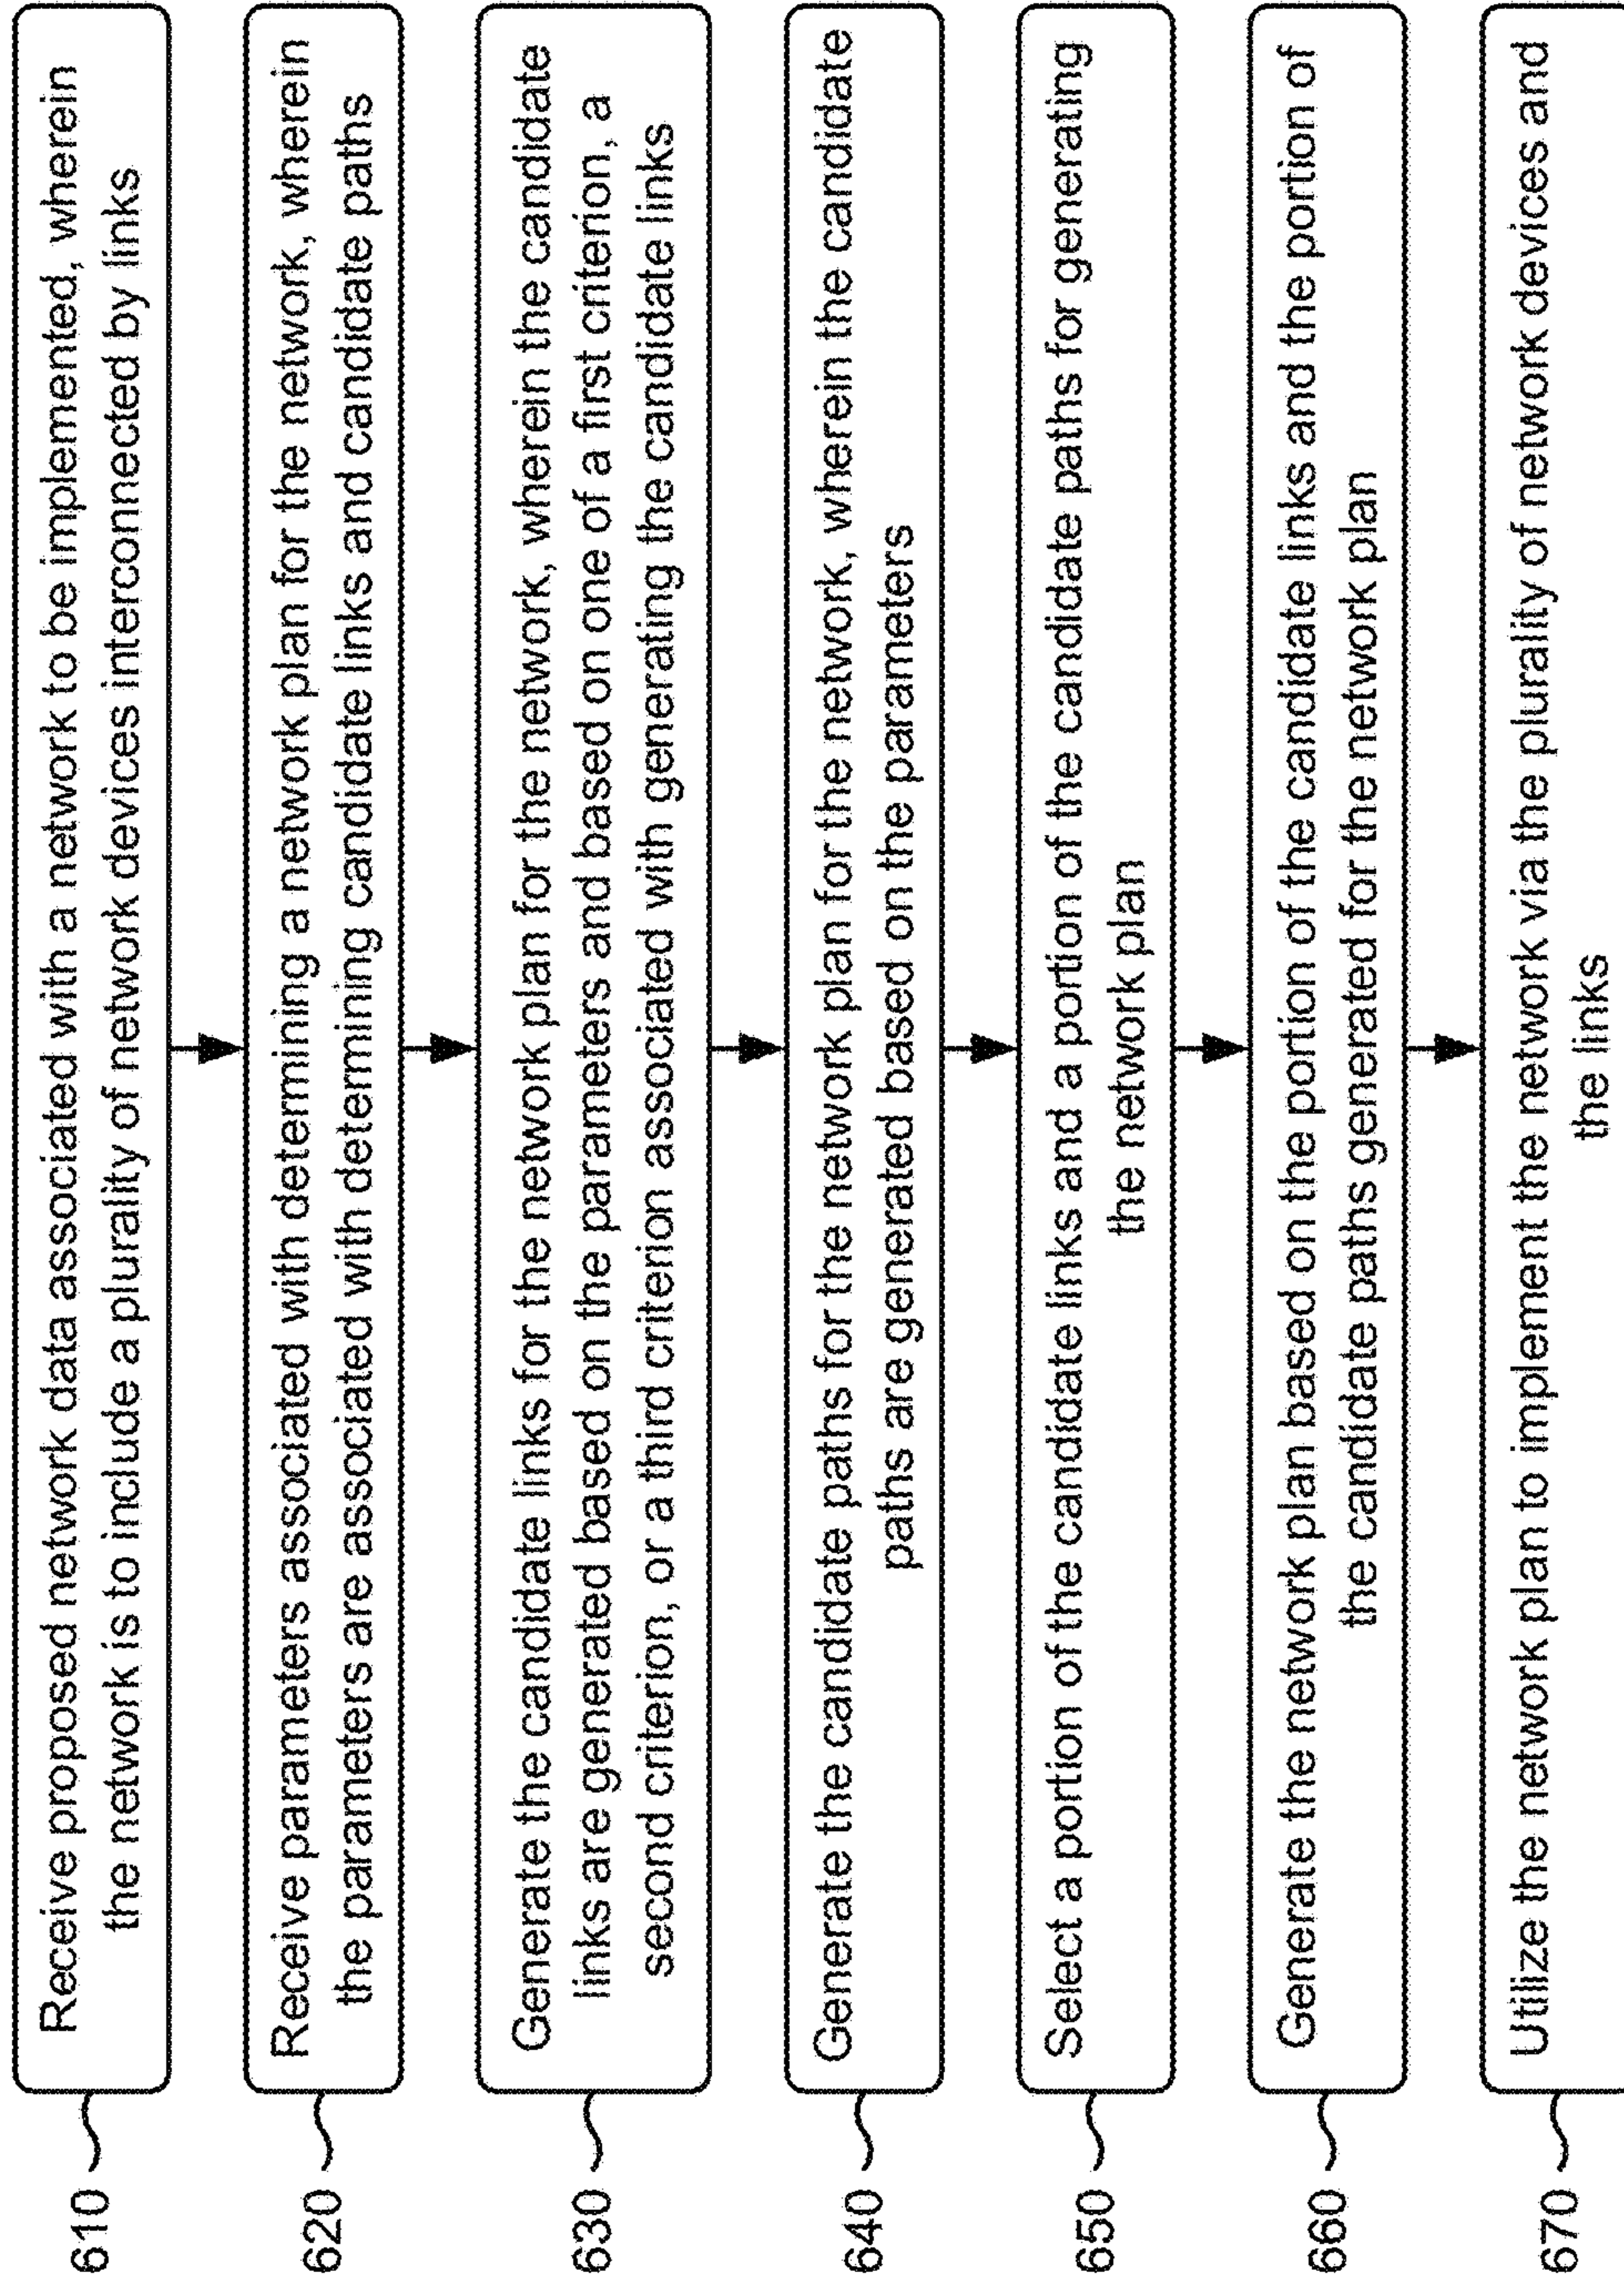 610
Receive proposed network data associated with a network to be implemented, wherein
the network is to include a plurality of network devices interconnected by links
620
Receive parameters associated with determining a network plan for the network, wherein
the parameters are associated with determining candidate links and candidate paths
630
Generate the candidate links for the network plan for the network, wherein the candidate
links are generated based on the parameters and based on one of a first criterion, a
second criterion, or a third criterion associated with generating the candidate links
640
Generate the candidate paths for the network plan for the network, wherein the candidate
paths are generated based on the parameters
650
Select a portion of the candidate links and a portion of the candidate paths for generating
the network plan
660
Generate the network plan based on the portion of the candidate links and the portion of
the candidate paths generated for the network plan
670
Utilize the network plan to implement the network via the plurality of network devices and
the links